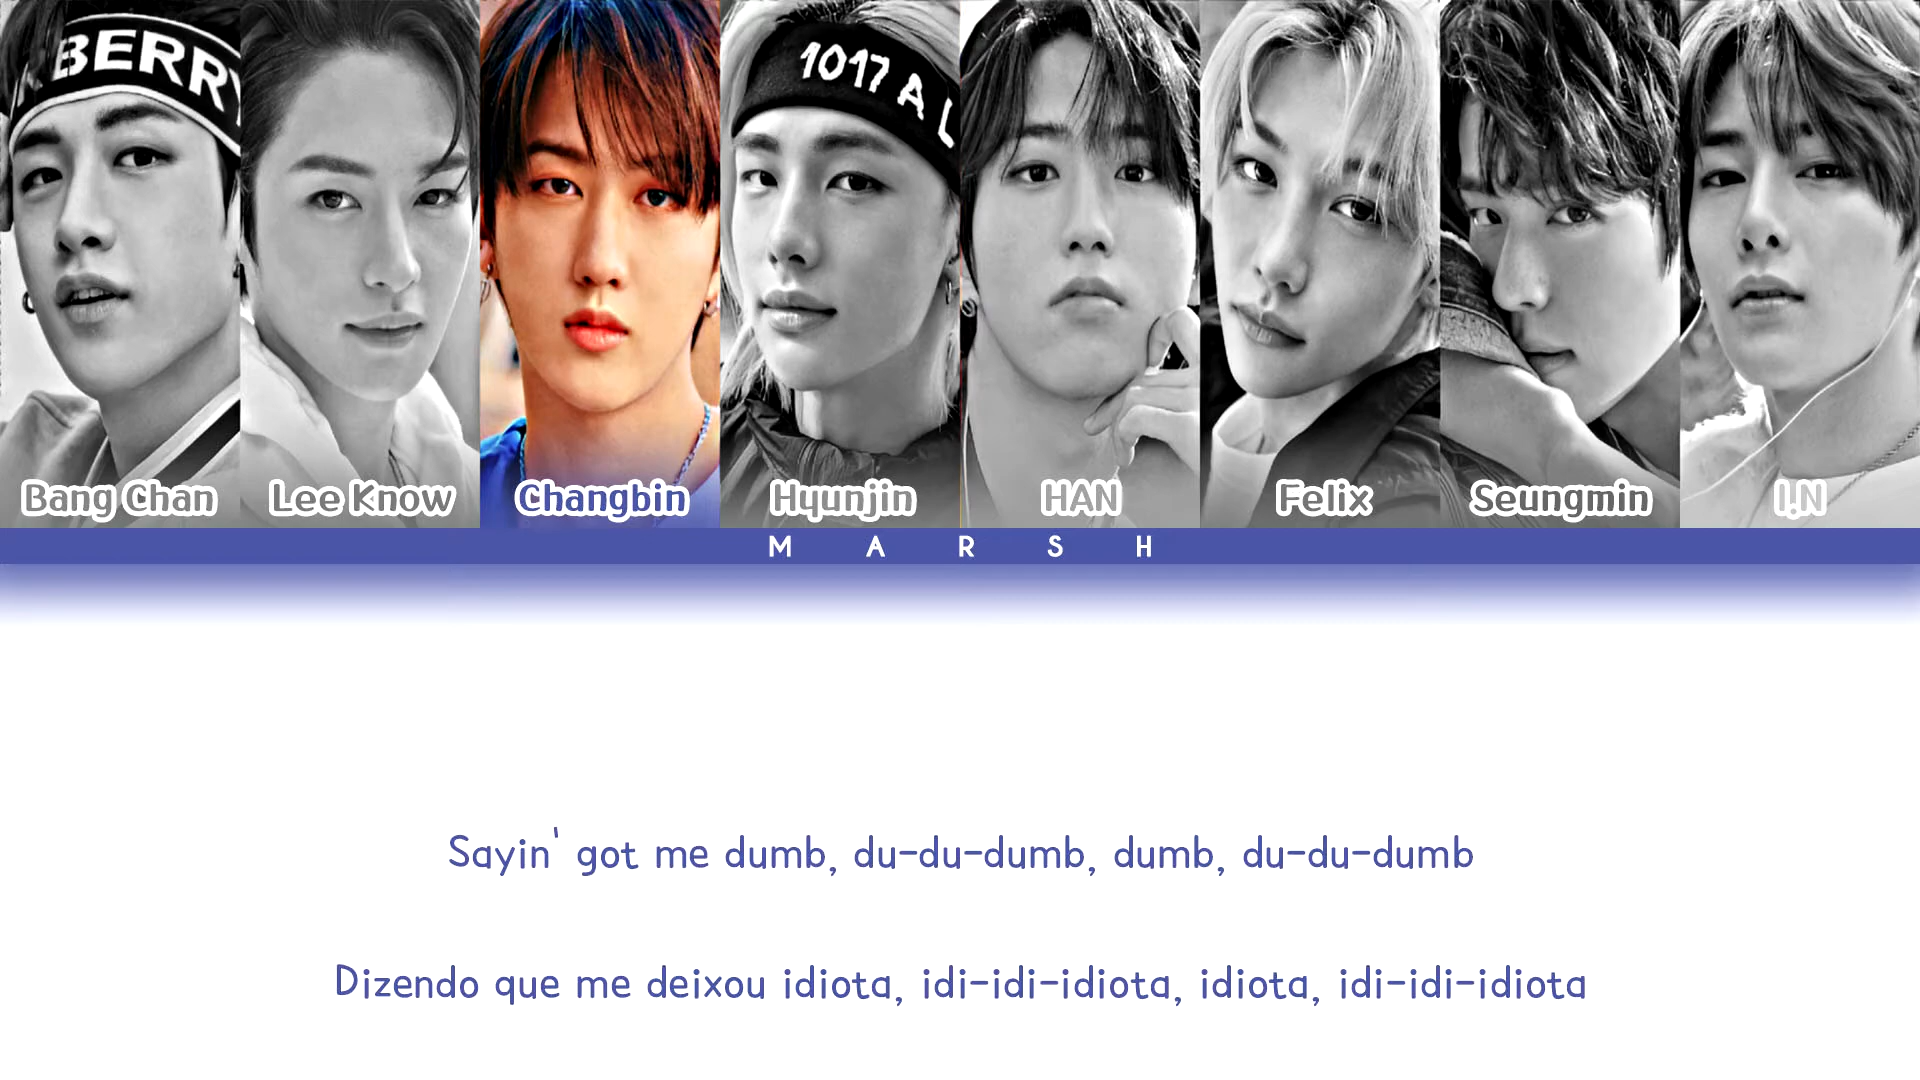 BERRY
1017 A L
Bang Chan
Lee Know
Changbin
Hyunjin
HAN
Felix
Seungmin
I.N
MARSH
Sayin' got me dumb, du-du-dumb, dumb, du-du-dumb
Dizendo que me deixou idiota, idi-idi-idiota, idiota, idi-idi-idiota